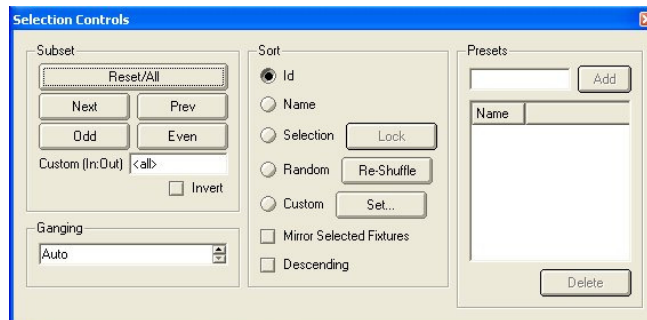 Selection Controls
Subset
Reset/All
Next Prev
Odd Even
Custom (In:Out) <all>
Invert
Ganging
Auto
Sort
Id
Name
Selection Lock
Random Re-Shuffle
Custom Set...
Mirror Selected Fixtures
Descending
Presets
Add
Name
Delete